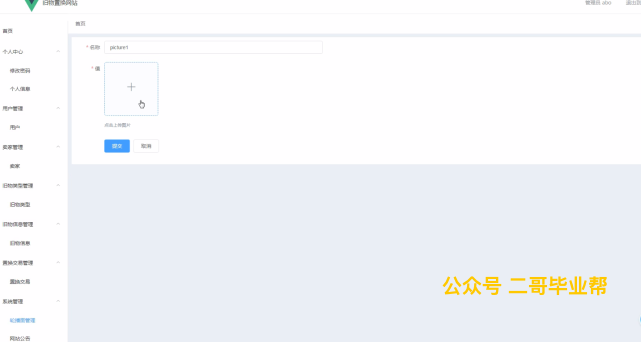 旧物置换网站
管理员 abo
退出到
首页
首页
个人中心
修改密码
个人信息
用户管理
用户
卖家管理
卖家
旧物类型管理
旧物类型
旧物信息管理
旧物信息
置换交易管理
置换交易
系统管理
轮播图管理
网站公告
* 名称
picture1
* 值
点击上传图片
提交
取消
公众号 二哥毕业帮